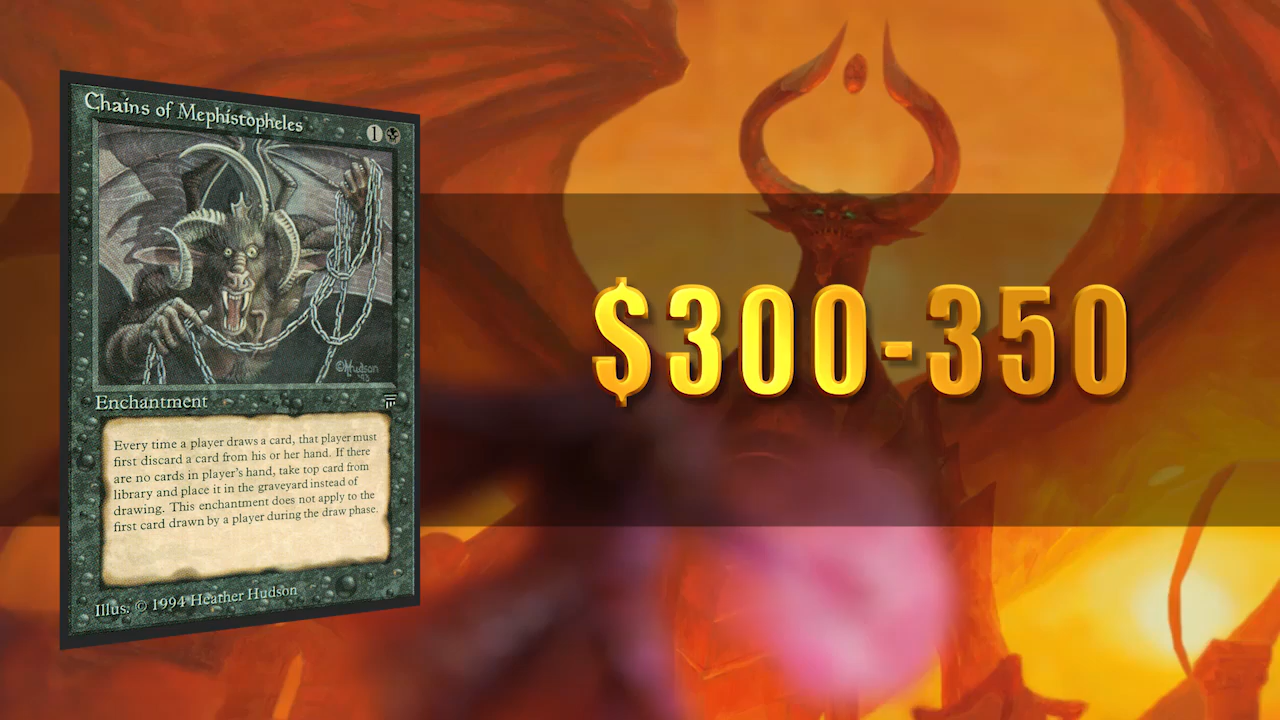 Chains of Mephistopheles
1
©Hudson
'93
Enchantment
Every time a player draws a card, that player must
first discard a card from his or her hand. If there
are no cards in player's hand, take top card from
library and place it in the graveyard instead of
drawing. This enchantment does not apply to the
first card drawn by a player during the draw phase.
Illus: © 1994 Heather Hudson
$300-350